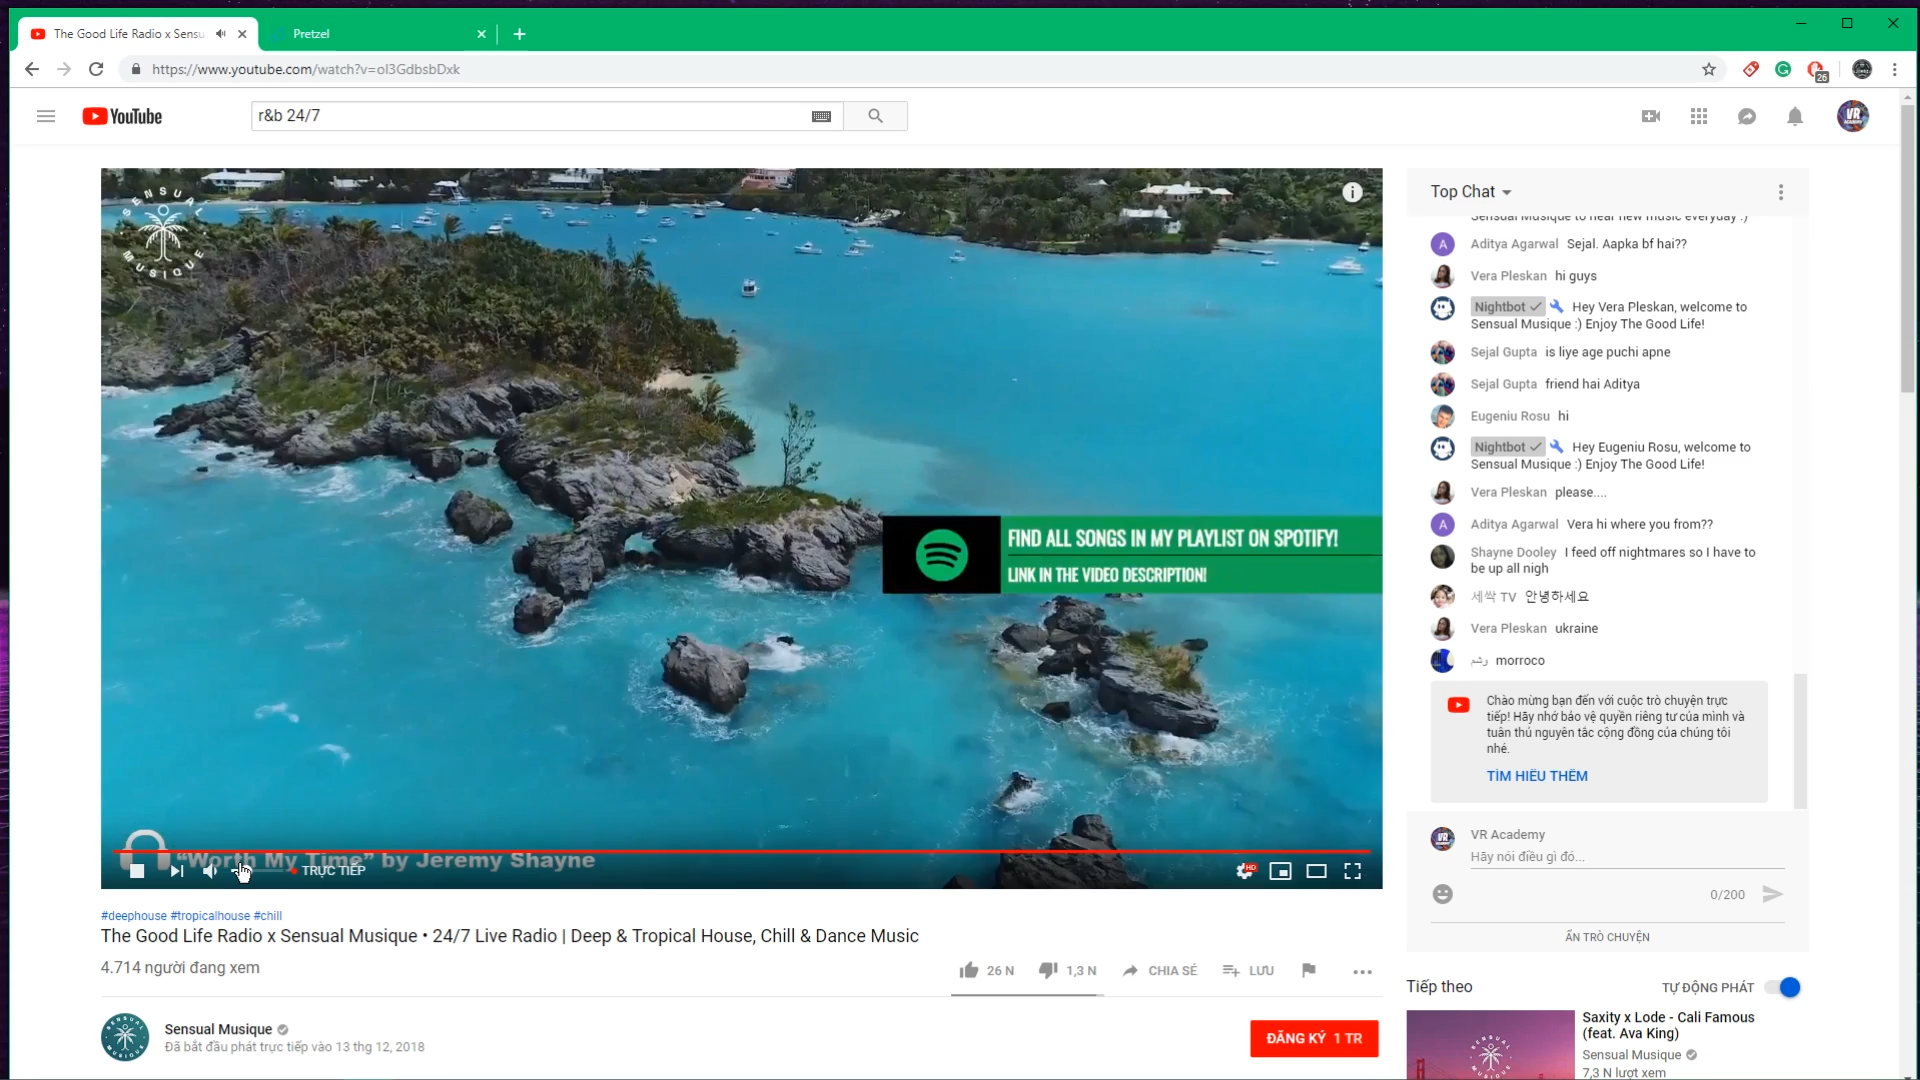 The Good Life Radio x Sensu
Pretzel
https://www.youtube.com/watch?v=ol3GdbsbDxk
26
YouTube
r&b 24/7
VR
SENSUAL
MUSIQUE
FIND ALL SONGS IN MY PLAYLIST ON SPOTIFY!
LINK IN THE VIDEO DESCRIPTION!
"Worth My Time" by Jeremy Shayne
TRỰC TIẾP
HD
#deephouse #tropicalhouse #chill
The Good Life Radio x Sensual Musique • 24/7 Live Radio | Deep & Tropical House, Chill & Dance Music
4.714 người đang xem
26 N
1,3 N
CHIA SẺ
LƯU
Sensual Musique
Đã bắt đầu phát trực tiếp vào 13 thg 12, 2018
ĐĂNG KÝ 1 TR
Top Chat
Sensual Musique to hear new music everyday :)
A
Aditya Agarwal Sejal. Aapka bf hai??
Vera Pleskan hi guys
Nightbot Hey Vera Pleskan, welcome to
Sensual Musique :) Enjoy The Good Life!
Sejal Gupta is liye age puchi apne
Sejal Gupta friend hai Aditya
Eugeniu Rosu hi
Nightbot Hey Eugeniu Rosu, welcome to
Sensual Musique :) Enjoy The Good Life!
Vera Pleskan please....
A
Aditya Agarwal Vera hi where you from??
Shayne Dooley I feed off nightmares so I have to
be up all nigh
세싹 TV 안녕하세요
Vera Pleskan ukraine
morroco
Chào mừng bạn đến với cuộc trò chuyện trực
tiếp! Hãy nhớ bảo vệ quyền riêng tư của mình và
tuân thủ nguyên tắc cộng đồng của chúng tôi
nhé.
TÌM HIỂU THÊM
VR Academy
Hãy nói điều gì đó...
0/200
ẨN TRÒ CHUYỆN
Tiếp theo
TỰ ĐỘNG PHÁT
Saxity x Lode - Cali Famous
(feat. Ava King)
Sensual Musique
7,3 N lượt xem
SENSUAL